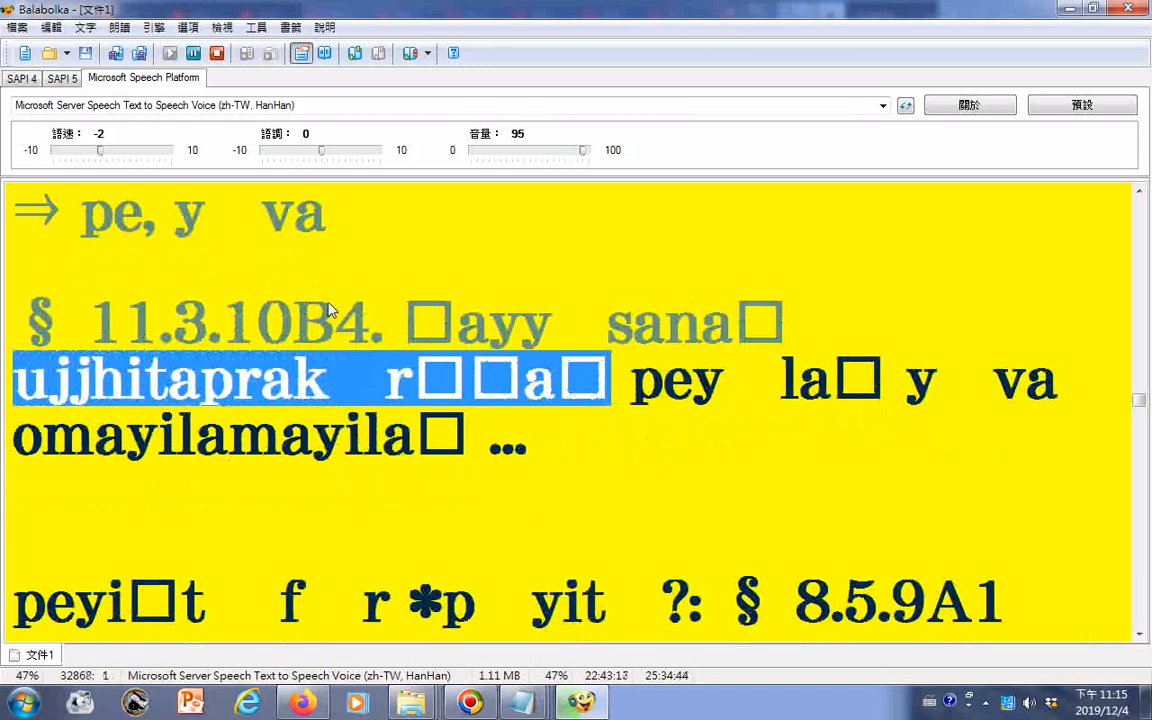 Balabolka - [文件1]
檔案 編輯 文字 朗讀 引擎 選項 檢視 工具 書籤 說明
SAPI 4 SAPI 5 Microsoft Speech Platform
Microsoft Server Speech Text to Speech Voice (zh-TW, HanHan) 關於 預設
語速： -2 語調： 0 音量： 95
-10 10 -10 10 0 100
⇒ pe, y va
§ 11.3.10B4. □ayy sana□
ujjhitaprak r□□a□ pey la□ y va
omayilamayila□ ...
peyi□t f r *p yit ?: § 8.5.9A1
文件1
47% 32868: 1 Microsoft Server Speech Text to Speech Voice (zh-TW, HanHan) 1.11 MB 47% 22:43:13 25:34:44
下午 11:15
2019/12/4